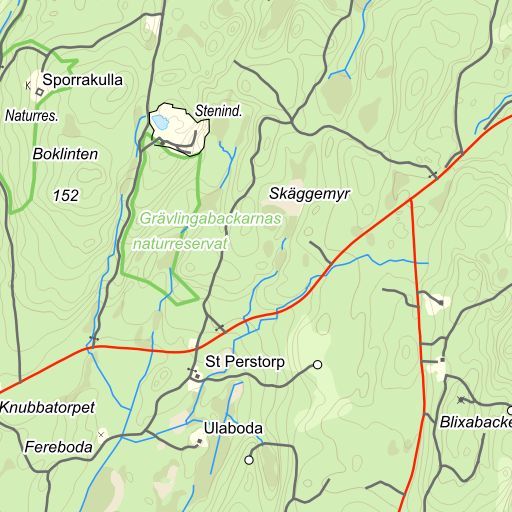 Sporrakulla
K
Naturres.
Stenind.
Boklinten
152
Skäggemyr
Grävlingabackarnas
naturreservat
St Perstorp
Knubbatorpet
Ulaboda
Fereboda
Blixabacke